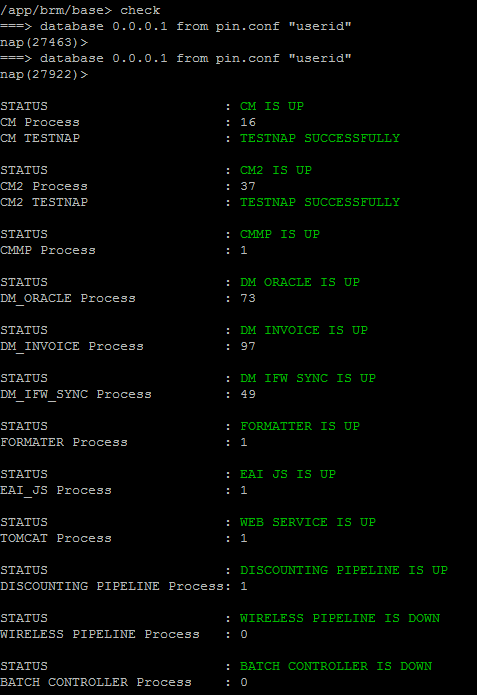 /app/brm/base> check
===> database 0.0.0.1 from pin.conf "userid"
nap(27463)>
===> database 0.0.0.1 from pin.conf "userid"
nap(27922)>
STATUS : CM IS UP
CM Process : 16
CM TESTNAP : TESTNAP SUCCESSFULLY
STATUS : CM2 IS UP
CM2 Process : 37
CM2 TESTNAP : TESTNAP SUCCESSFULLY
STATUS : CMMP IS UP
CMMP Process : 1
STATUS : DM ORACLE IS UP
DM_ORACLE Process : 73
STATUS : DM INVOICE IS UP
DM_INVOICE Process : 97
STATUS : DM IFW SYNC IS UP
DM_IFW_SYNC Process : 49
STATUS : FORMATTER IS UP
FORMATER Process : 1
STATUS : EAI JS IS UP
EAI_JS Process : 1
STATUS : WEB SERVICE IS UP
TOMCAT Process : 1
STATUS : DISCOUNTING PIPELINE IS UP
DISCOUNTING PIPELINE Process: 1
STATUS : WIRELESS PIPELINE IS DOWN
WIRELESS PIPELINE Process : 0
STATUS : BATCH CONTROLLER IS DOWN
BATCH CONTROLLER Process : 0